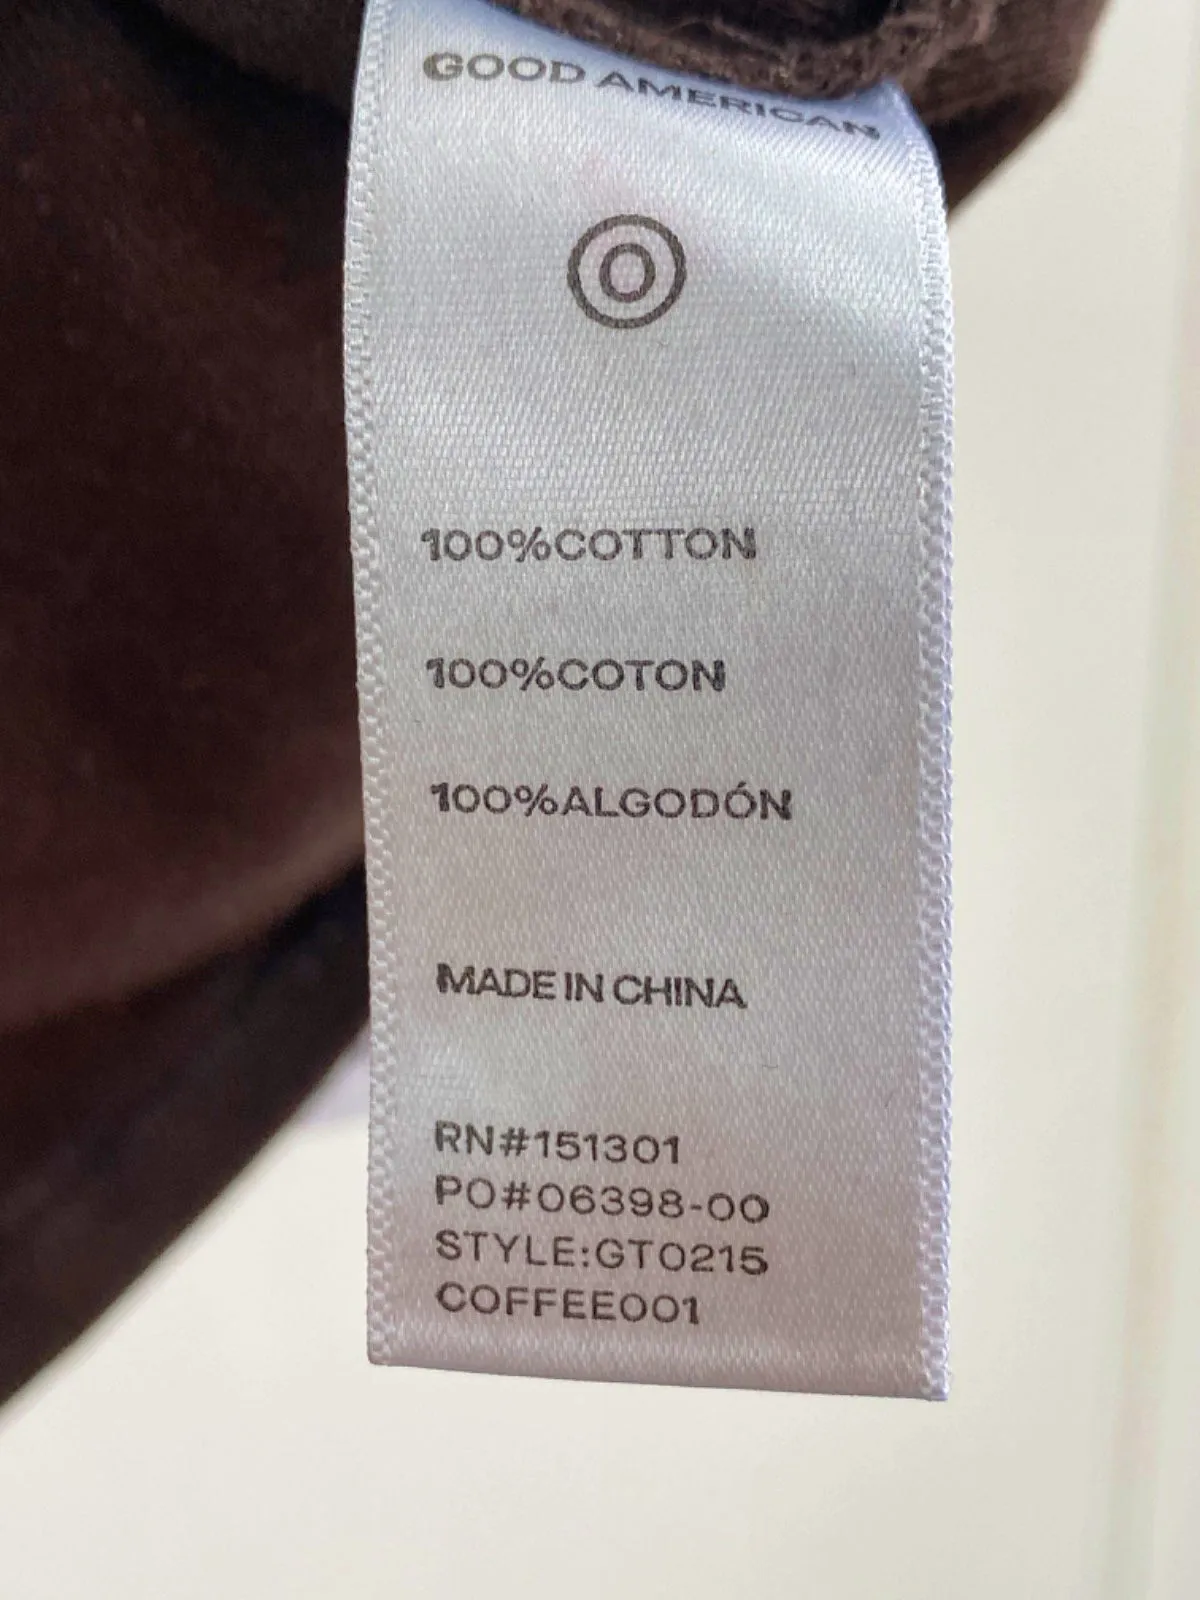 GOOD AMERICAN
0
100%COTTON
100%COTON
100%ALGODÓN
MADE IN CHINA
RN#151301
PO#06398-00
STYLE:GT0215
COFFEE001